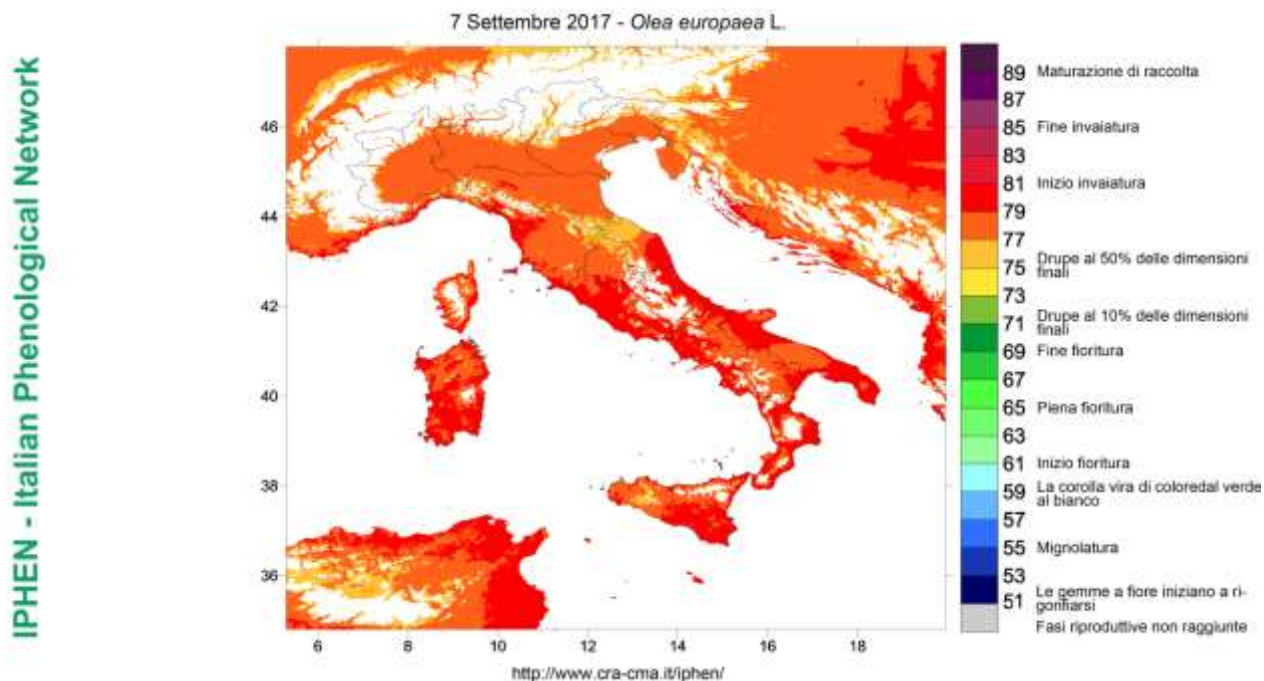 IPHEN - Italian Phenological Network
7 Settembre 2017 - Olea europaea L.
46
44
42
40
38
36
6
8
10
12
14
16
18
http://www.cra-cma.it/iphen/
89
87
85
83
81
79
77
75
73
71
69
67
65
63
61
59
57
55
53
51
Maturazione di raccolta
Fine invaiatura
Inizio invaiatura
Drupe al 50% delle dimensioni
finali
Drupe al 10% delle dimensioni
finali
Fine fioritura
Piena fioritura
Inizio fioritura
La corolla vira di coloredal verde
al bianco
Mignolatura
Le gemme a fiore iniziano a ri-
gonfiarsi
Fasi riproduttive non raggiunte